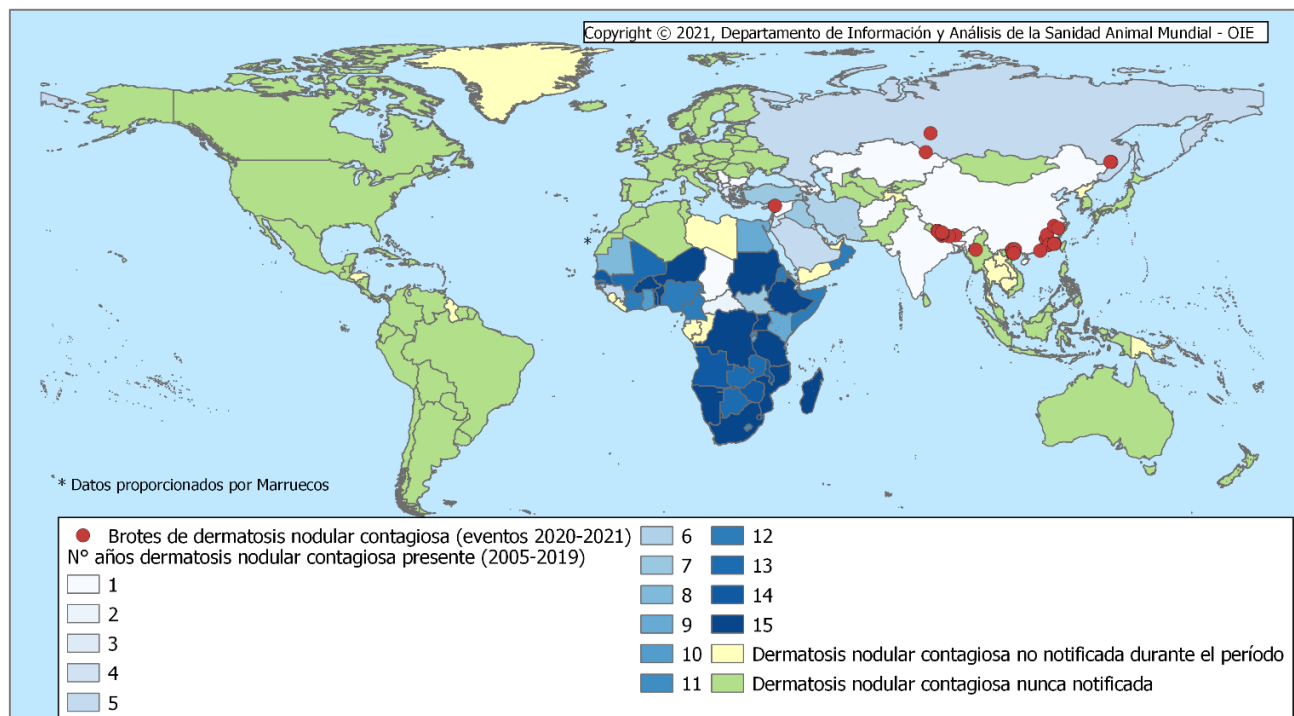 Copyright © 2021, Departamento de Información y Análisis de la Sanidad Animal Mundial - OIE
*
* Datos proporcionados por Marruecos
Brotes de dermatosis nodular contagiosa (eventos 2020-2021)
N° años dermatosis nodular contagiosa presente (2005-2019)
1
2
3
4
5
6
7
8
9
10
11
12
13
14
15
Dermatosis nodular contagiosa no notificada durante el período
Dermatosis nodular contagiosa nunca notificada